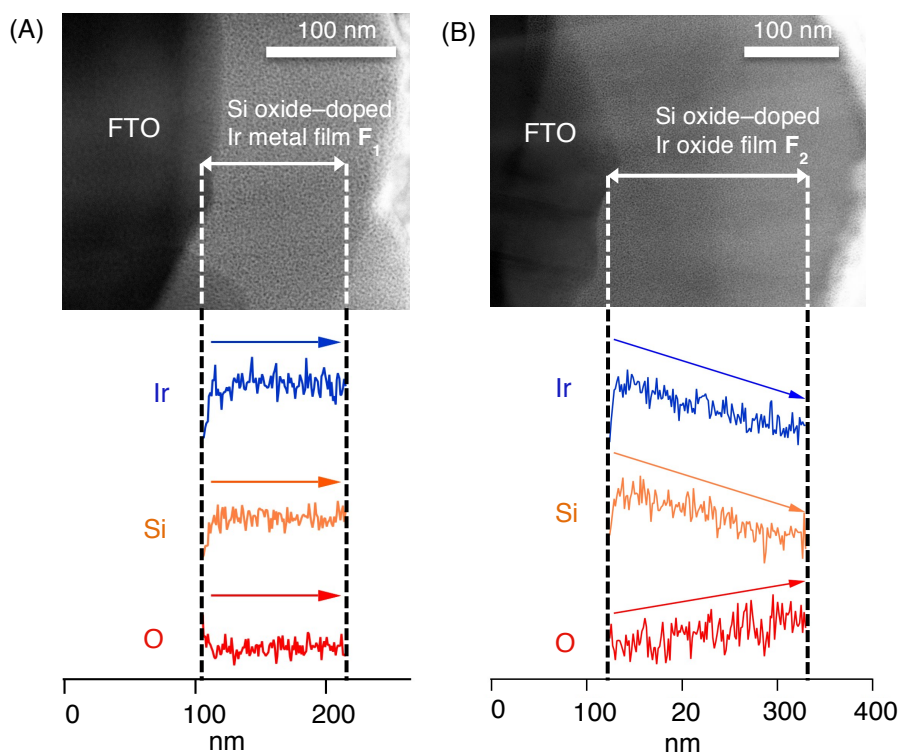 (A)
100 nm
FTO
Si oxide–doped
Ir metal film F₁
Ir
Si
O
0 100 200
nm
(B)
100 nm
FTO
Si oxide–doped
Ir oxide film F₂
Ir
Si
O
0 100 20 300 400
nm